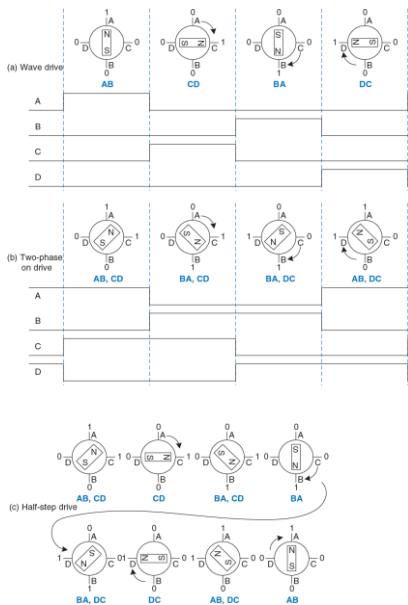 1 0 0 0
A A A A
0 D N S C 0 0 D S N C 1 0 D S N C 0 1 D N S C 0
B B B B
0 0 1 0
AB CD BA DC
(a) Wave drive
A
B
C
D
1 0 0 1
A A A A
0 D S N C 1 0 D S N C 1 0 D N S C 0 1 D N S C 0
B B B B
0 1 1 0
AB, CD BA, CD BA, DC AB, DC
(b) Two-phase
on drive
A
B
C
D
1 0 0 0
A A A A
0 D S N C 1 0 D S N C 1 0 D S N C 1 0 D S N C 0
B B B B
0 0 1 1
AB, CD CD BA, CD BA
(c) Half-step drive
0 0 1 1
A A A A
1 D N S C 0 1 D N S C 0 1 D N S C 0 0 D N S C 0
B B B B
1 0 0 0
BA, DC DC AB, DC AB